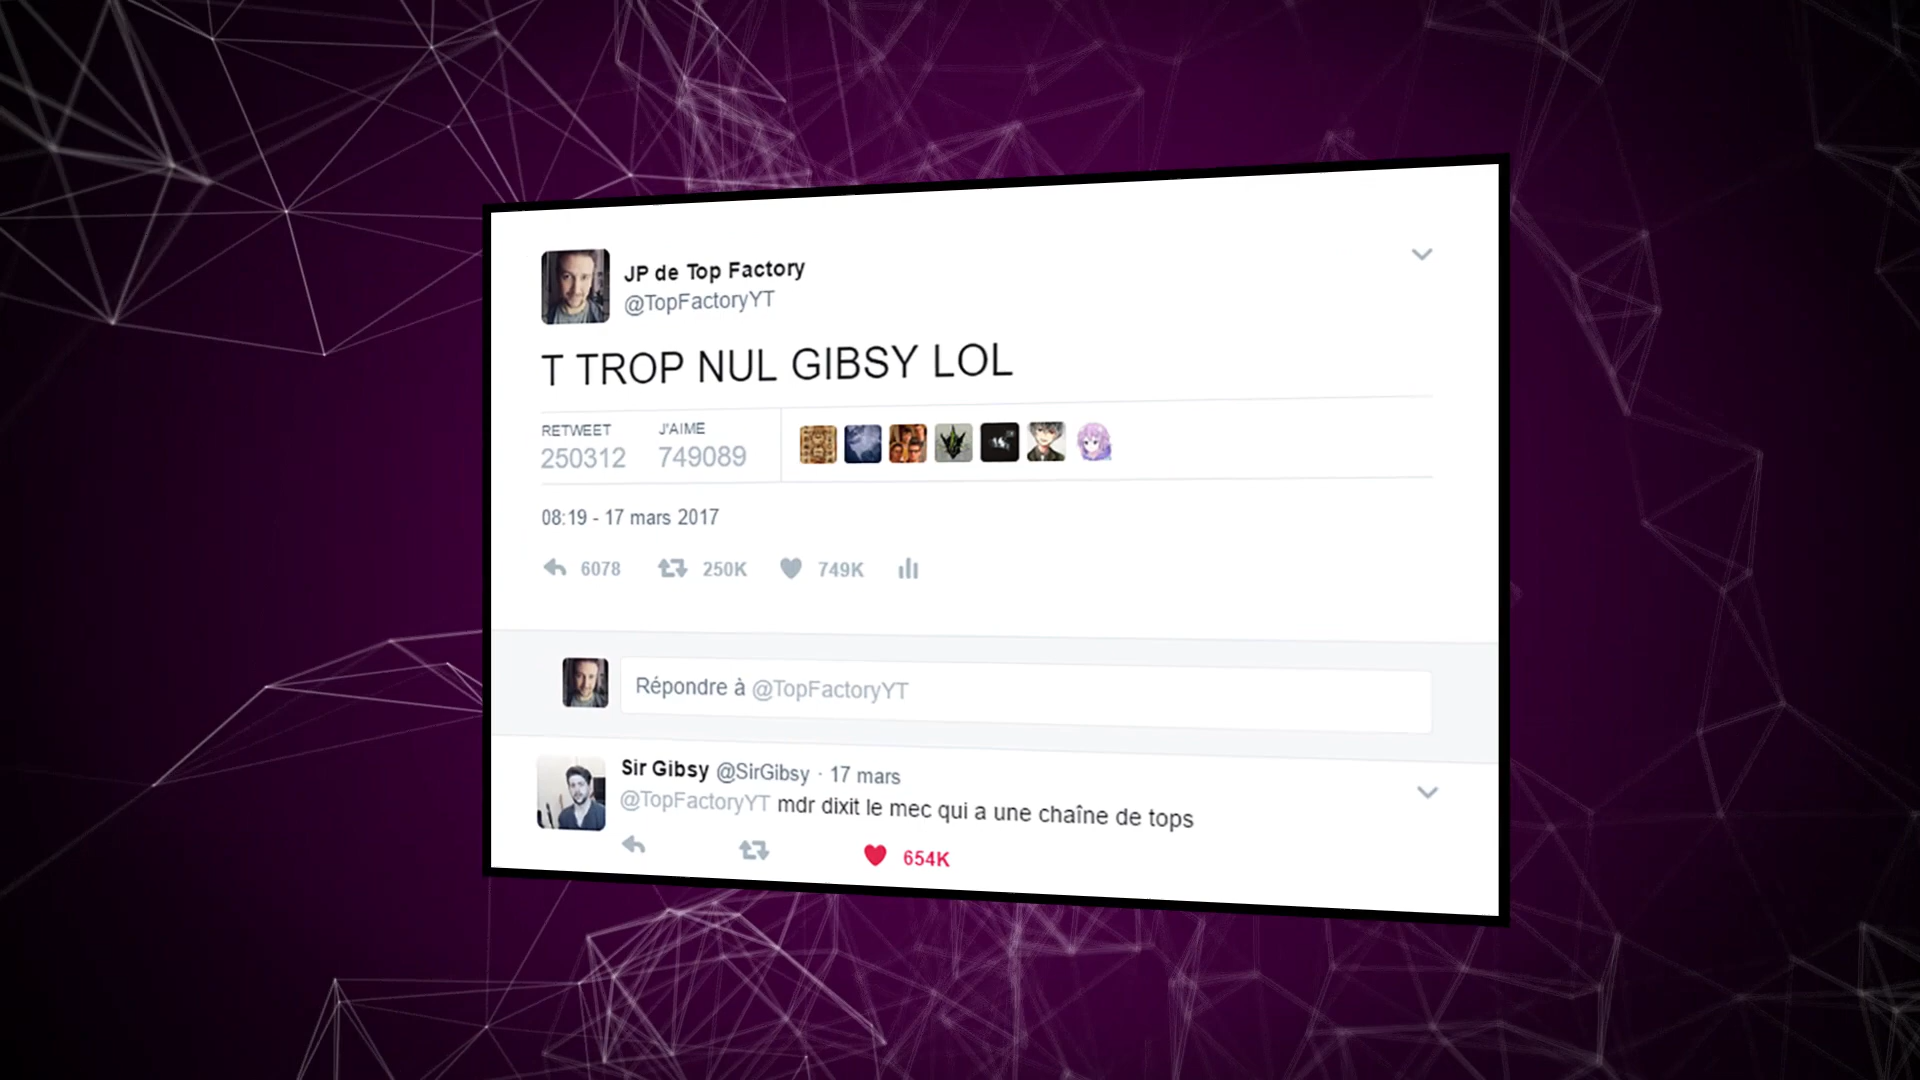 JP de Top Factory
@TopFactoryYT
T TROP NUL GIBSY LOL
RETWEET J'AIME
250312 749089
08:19 - 17 mars 2017
6078 250K 749K
Répondre à @TopFactoryYT
Sir Gibsy @SirGibsy · 17 mars
@TopFactoryYT mdr dixit le mec qui a une chaîne de tops
654K